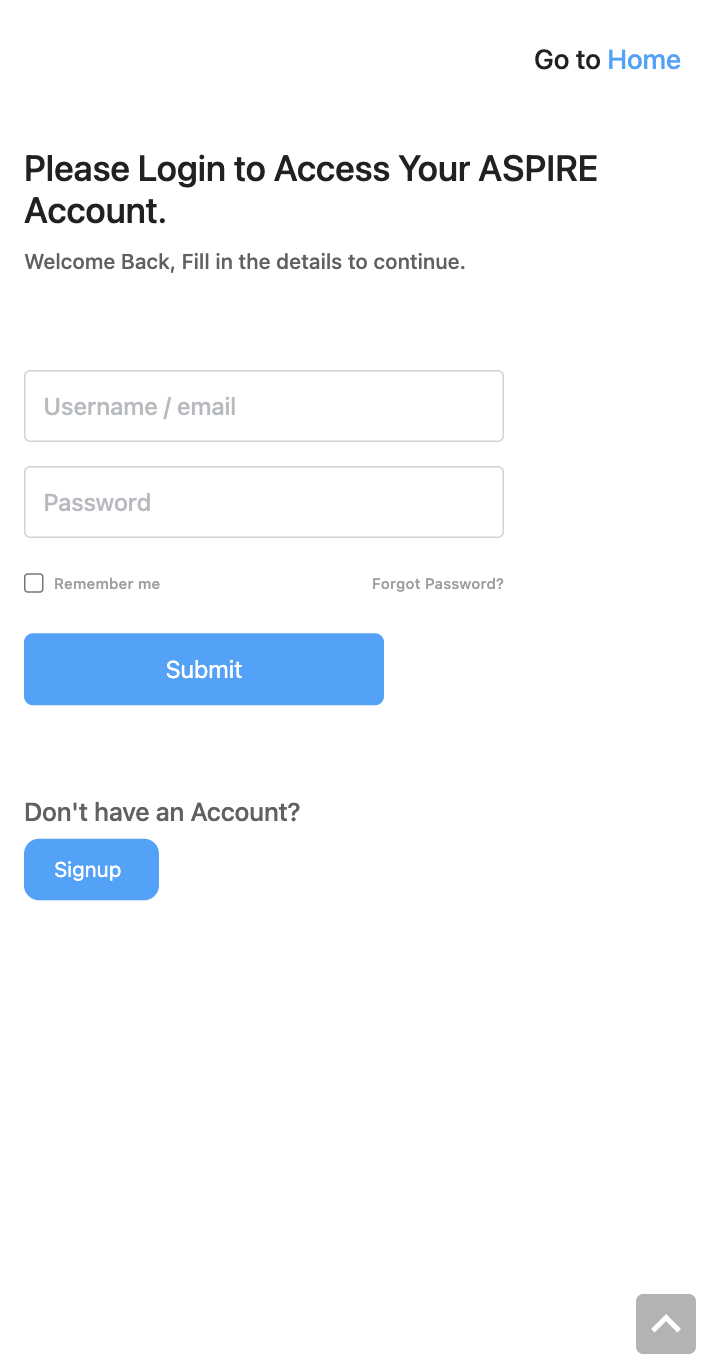 Go to Home
Please Login to Access Your ASPIRE
Account.
Welcome Back, Fill in the details to continue.
Username / email
Password
Remember me
Forgot Password?
Submit
Don't have an Account?
Signup